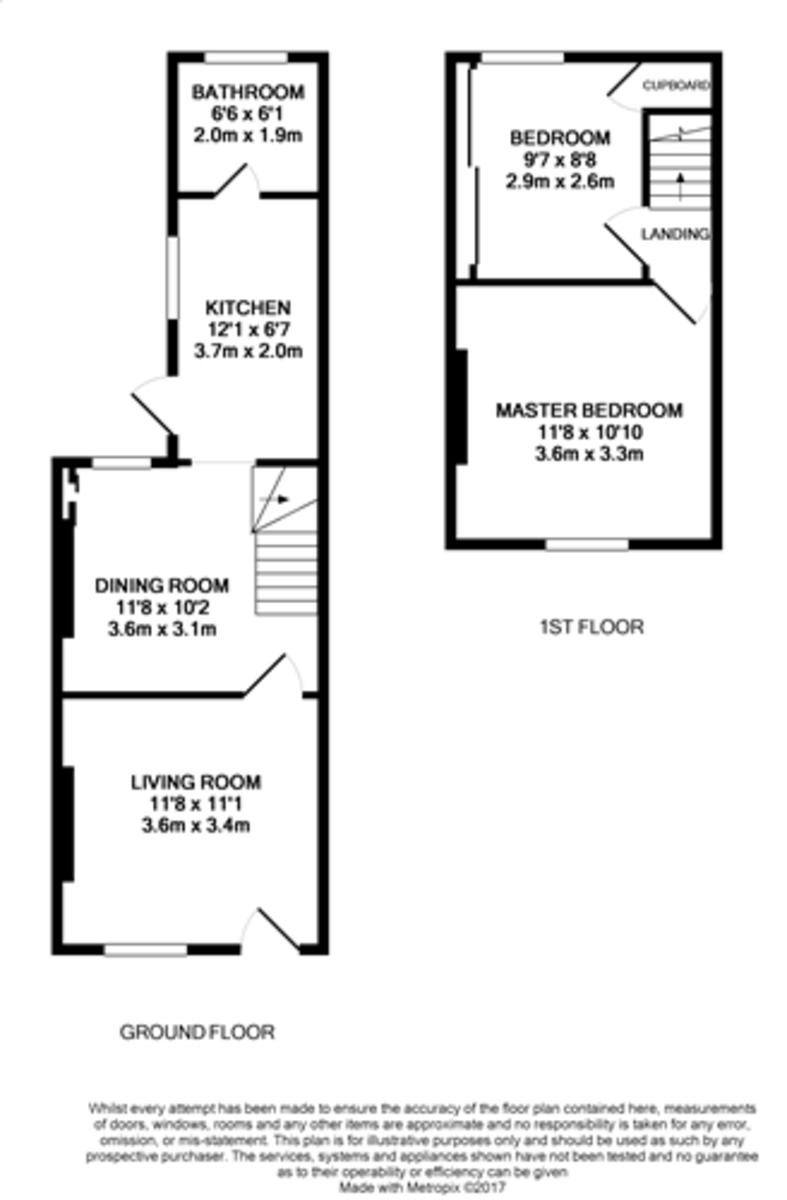 BATHROOM
6'6 x 6'1
2.0m x 1.9m
KITCHEN
12'1 x 6'7
3.7m x 2.0m
DINING ROOM
11'8 x 10'2
3.6m x 3.1m
LIVING ROOM
11'8 x 11'1
3.6m x 3.4m
GROUND FLOOR
CUPBOARD
BEDROOM
9'7 x 8'8
2.9m x 2.6m
LANDING
MASTER BEDROOM
11'8 x 10'10
3.6m x 3.3m
1ST FLOOR
Whilst every attempt has been made to ensure the accuracy of the floor plan contained here, measurements
of doors, windows, rooms and any other items are approximate and no responsibility is taken for any error,
omission, or mis-statement. This plan is for illustrative purposes only and should be used as such by any
prospective purchaser. The services, systems and appliances shown have not been tested and no guarantee
as to their operability or efficiency can be given
Made with Metropix ©2017